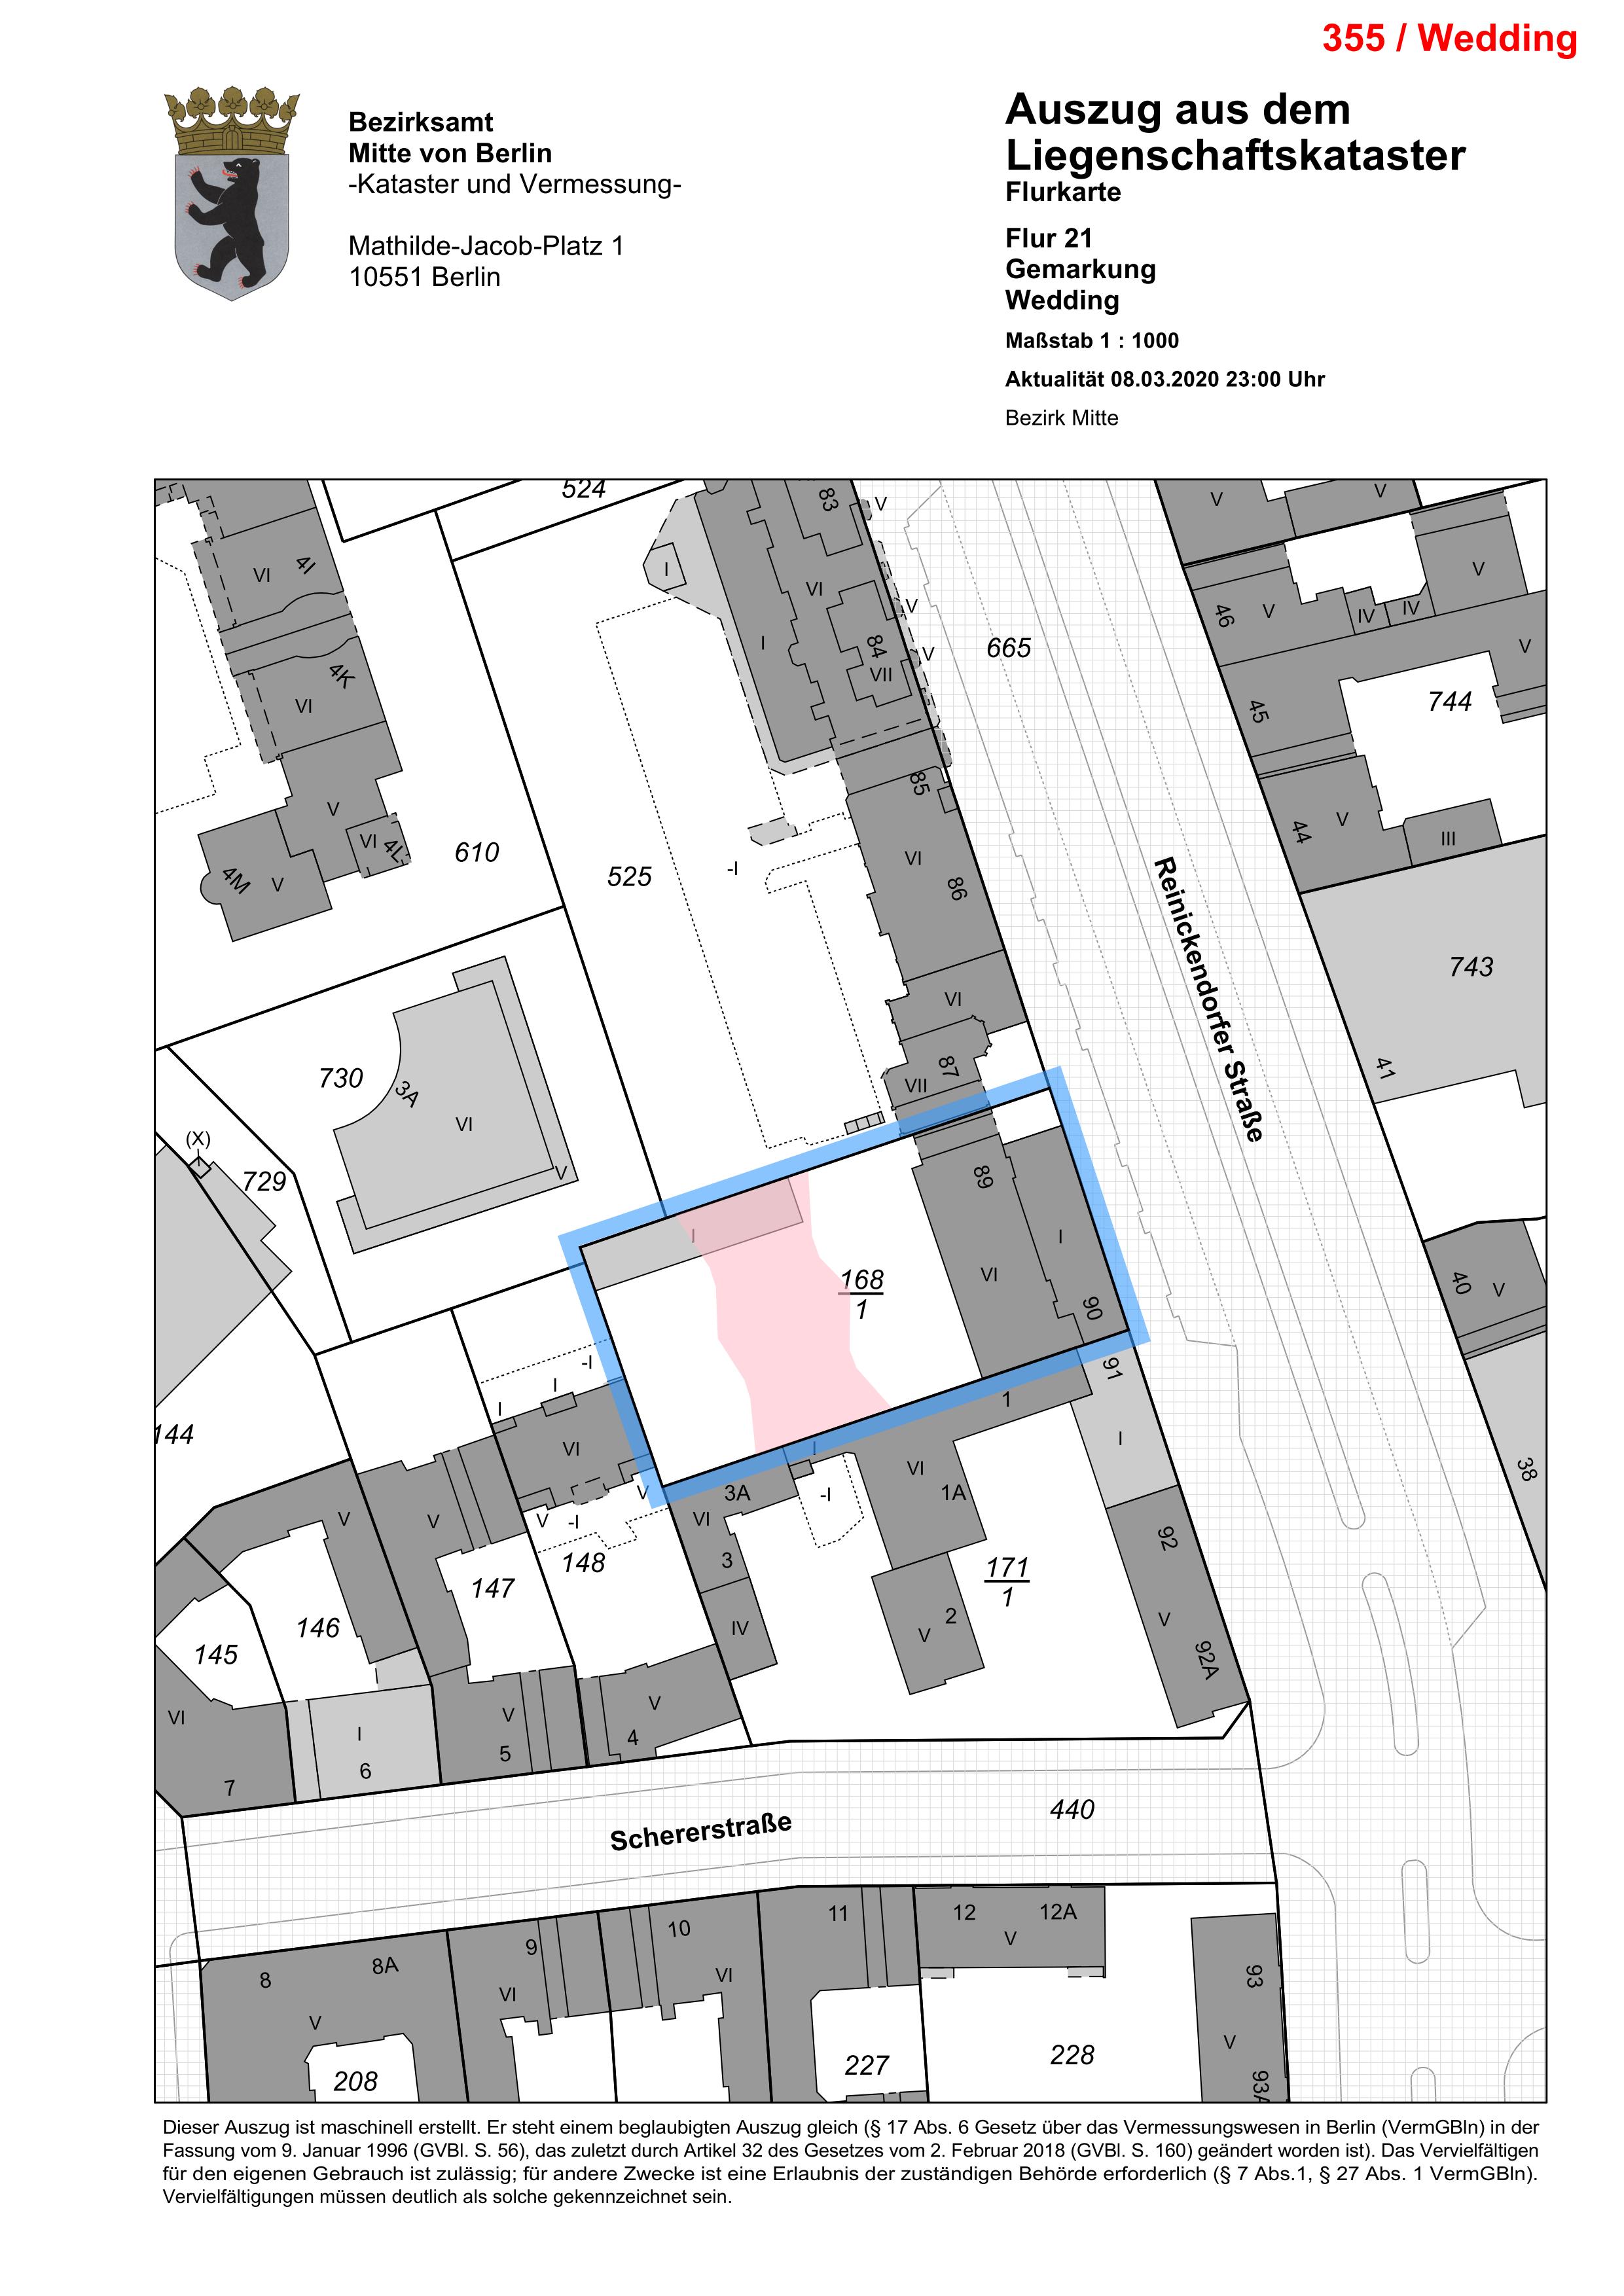 355 / Wedding
Bezirksamt
Mitte von Berlin
-Kataster und Vermessung-
Mathilde-Jacob-Platz 1
10551 Berlin
Auszug aus dem
Liegenschaftskataster
Flurkarte
Flur 21
Gemarkung
Wedding
Maßstab 1 : 1000
Aktualität 08.03.2020 23:00 Uhr
Bezirk Mitte
524
83
V
V
V
VI
4I
I
VI
V
46
V
IV
IV
V
V
I
84
V
VII
665
V
4K
VI
744
45
85
V
VI
4L
44
V
III
610
525
-I
VI
86
4M
V
Reinickendorfer Straße
743
VI
730
3A
VI
87
VII
41
(X)
729
V
89
I
I
168
1
VI
90
40
V
-I
I
I
91
1
144
VI
I
I
38
V
V
V
-I
V
3A
VI
-I
VI
1A
92
3
148
147
171
1
146
145
IV
2
V
V
92A
VI
I
V
V
4
5
6
7
440
Schererstraße
8
8A
9
10
11
12
12A
V
VI
VI
V
93
V
208
227
228
93A
Dieser Auszug ist maschinell erstellt. Er steht einem beglaubigten Auszug gleich (§ 17 Abs. 6 Gesetz über das Vermessungswesen in Berlin (VermGBln) in der
Fassung vom 9. Januar 1996 (GVBl. S. 56), das zuletzt durch Artikel 32 des Gesetzes vom 2. Februar 2018 (GVBl. S. 160) geändert worden ist). Das Vervielfältigen
für den eigenen Gebrauch ist zulässig; für andere Zwecke ist eine Erlaubnis der zuständigen Behörde erforderlich (§ 7 Abs.1, § 27 Abs. 1 VermGBln).
Vervielfältigungen müssen deutlich als solche gekennzeichnet sein.